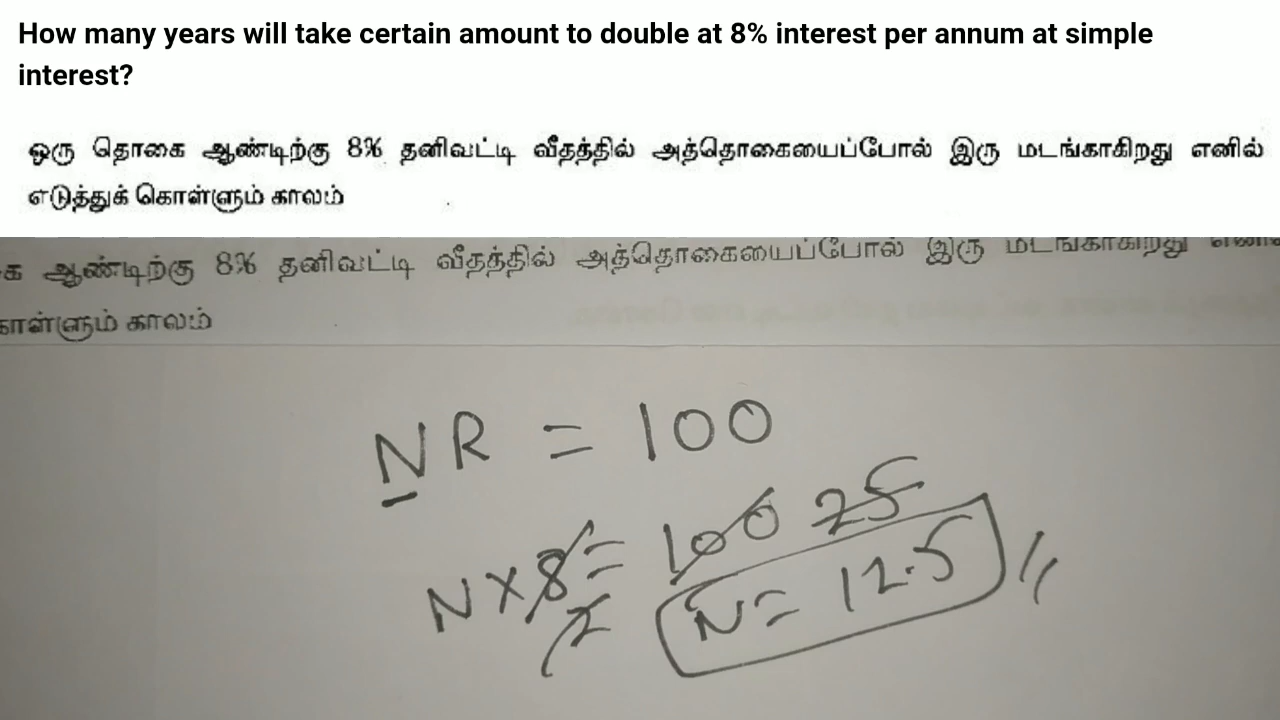 How many years will take certain amount to double at 8% interest per annum at simple
interest?
ஒரு தொகை ஆண்டிற்கு 8% தனிவட்டி வீதத்தில் அத்தொகையைப்போல் இரு மடங்காகிறது எனில்
எடுத்துக் கொள்ளும் காலம்
கை ஆண்டிற்கு 8% தனிவட்டி வீதத்தில் அத்தொகையைப்போல் இரு மடங்காகிறது
காள்ளும் காலம்
NR = 100
N×8 = 100 25
2 N = 12.5 //